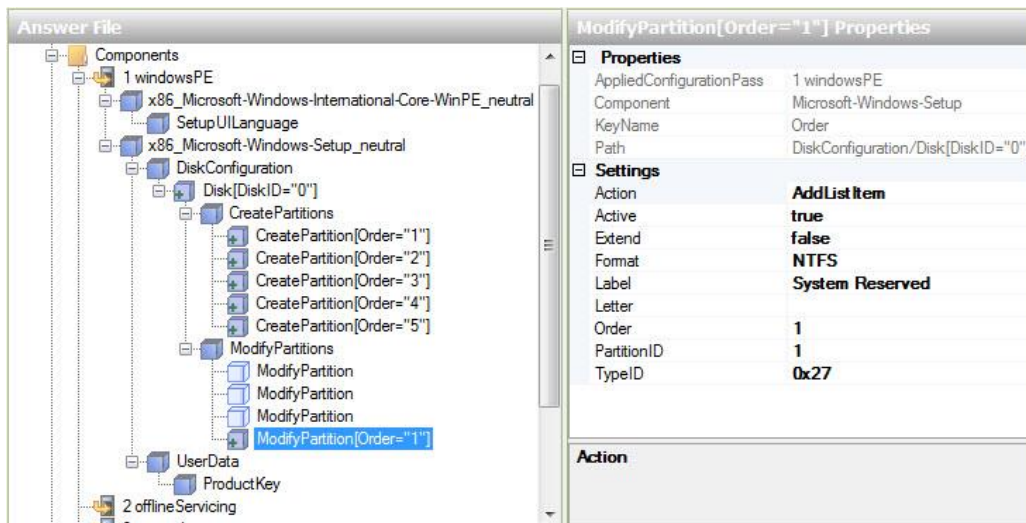 Answer File
Components
1 windowsPE
x86_Microsoft-Windows-International-Core-WinPE_neutral
SetupUILanguage
x86_Microsoft-Windows-Setup_neutral
DiskConfiguration
Disk[DiskID="0"]
CreatePartitions
CreatePartition[Order="1"]
CreatePartition[Order="2"]
CreatePartition[Order="3"]
CreatePartition[Order="4"]
CreatePartition[Order="5"]
ModifyPartitions
ModifyPartition
ModifyPartition
ModifyPartition
ModifyPartition[Order="1"]
UserData
ProductKey
2 offlineServicing
ModifyPartition[Order="1"] Properties
Properties
AppliedConfigurationPass 1 windowsPE
Component Microsoft-Windows-Setup
KeyName Order
Path DiskConfiguration/Disk[DiskID="0"
Settings
Action AddListItem
Active true
Extend false
Format NTFS
Label System Reserved
Letter
Order 1
PartitionID 1
TypeID 0x27
Action